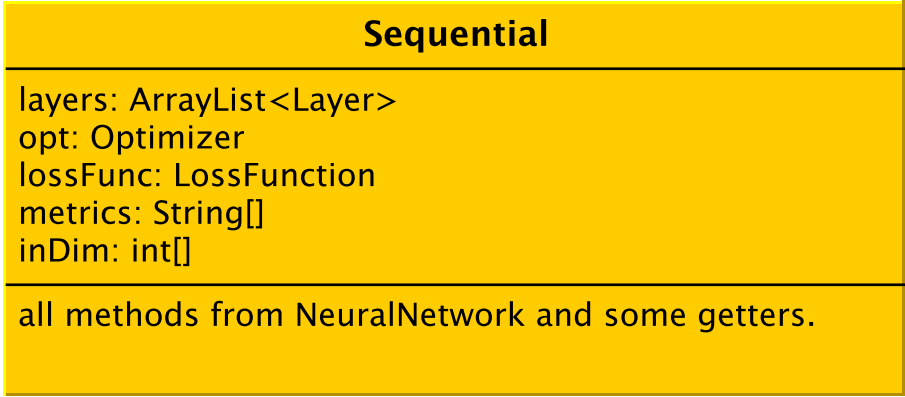 Sequential
layers: ArrayList<Layer>
opt: Optimizer
lossFunc: LossFunction
metrics: String[]
inDim: int[]
all methods from NeuralNetwork and some getters.